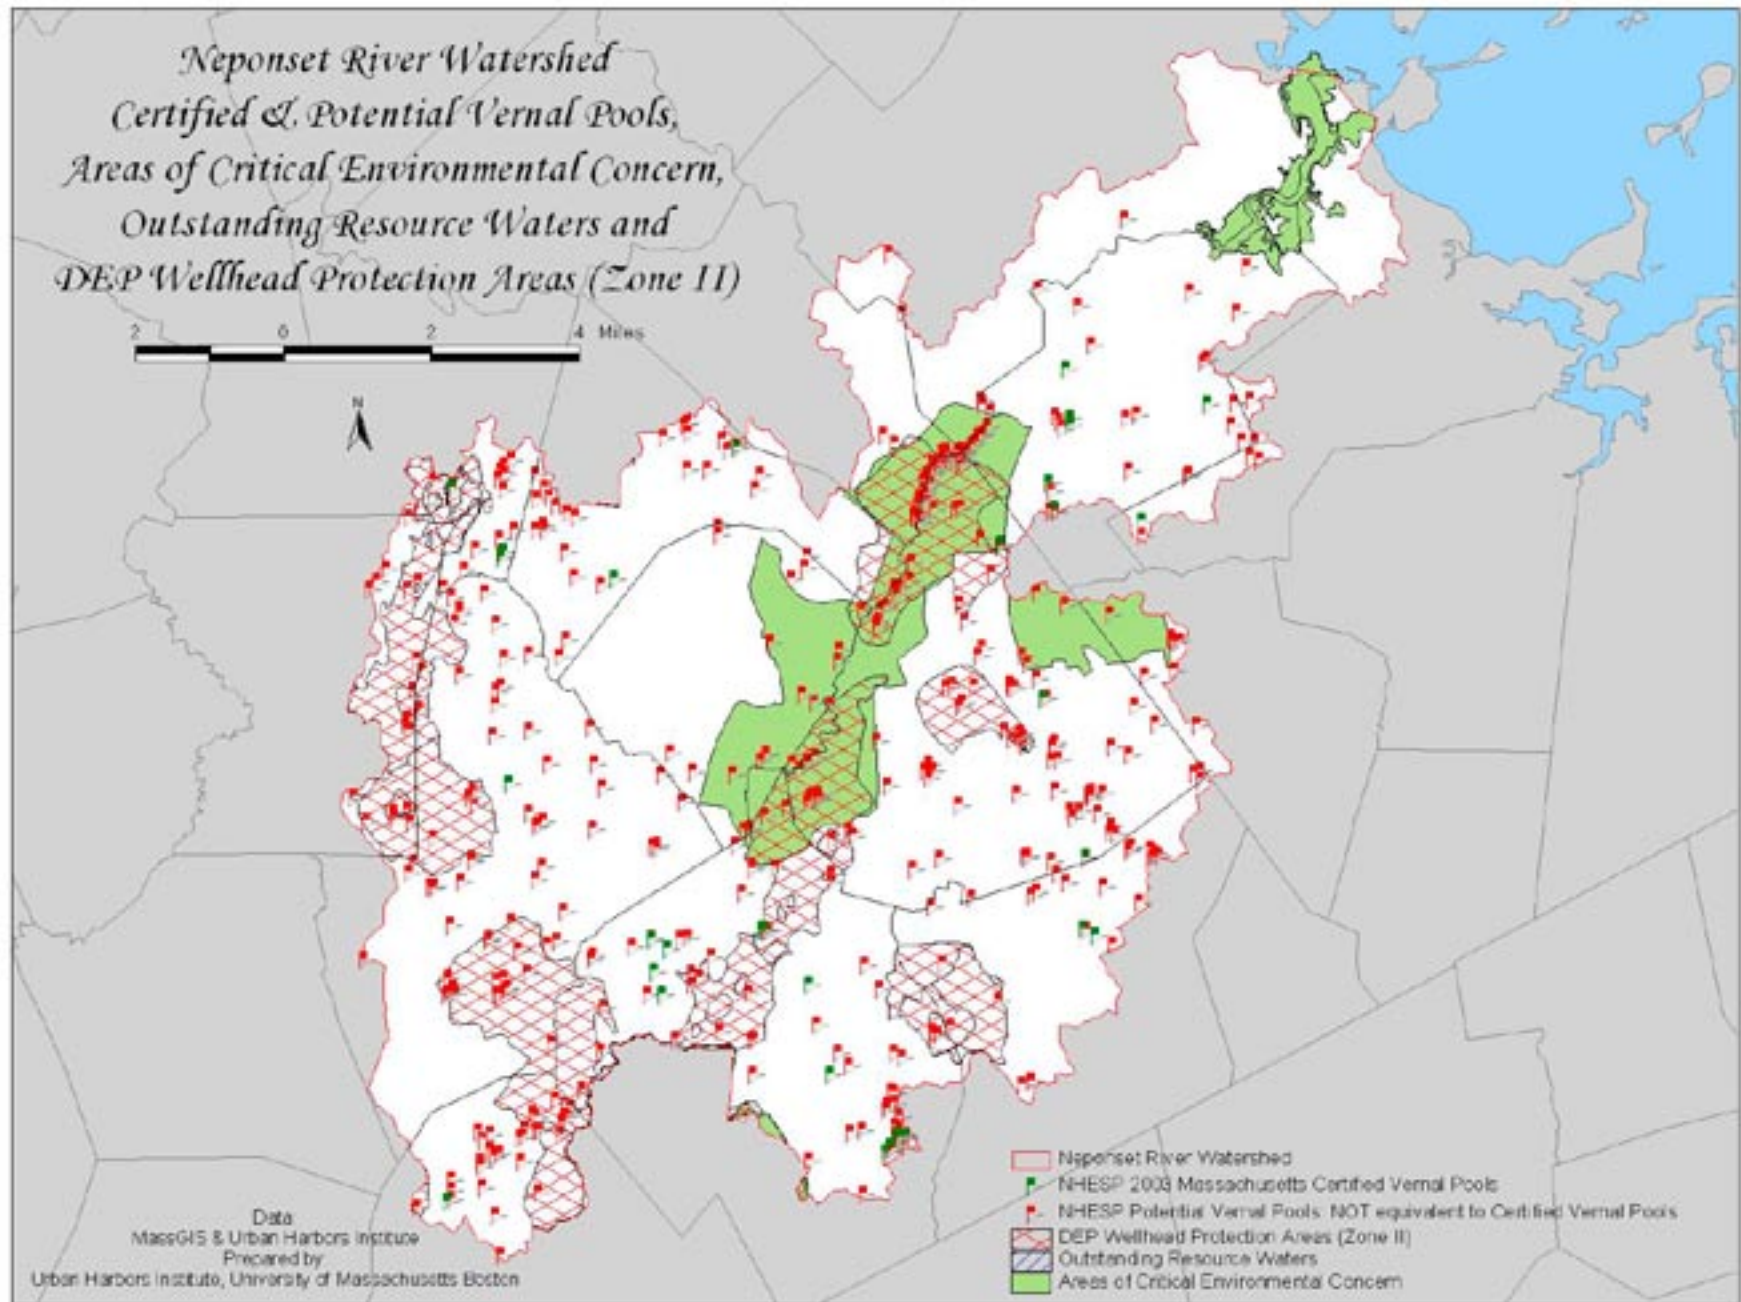 Neponset River Watershed
Certified & Potential Vernal Pools,
Areas of Critical Environmental Concern,
Outstanding Resource Waters and
DEP Wellhead Protection Areas (Zone II)
2 0 2 4 Miles
N
Neponset River Watershed
NHESP 2003 Massachusetts Certified Vernal Pools
NHESP Potential Vernal Pools NOT equivalent to Certified Vernal Pools
DEP Wellhead Protection Areas (Zone II)
Outstanding Resource Waters
Areas of Critical Environmental Concern
Data
MassGIS & Urban Harbors Institute
Prepared by
Urban Harbors Institute, University of Massachusetts Boston